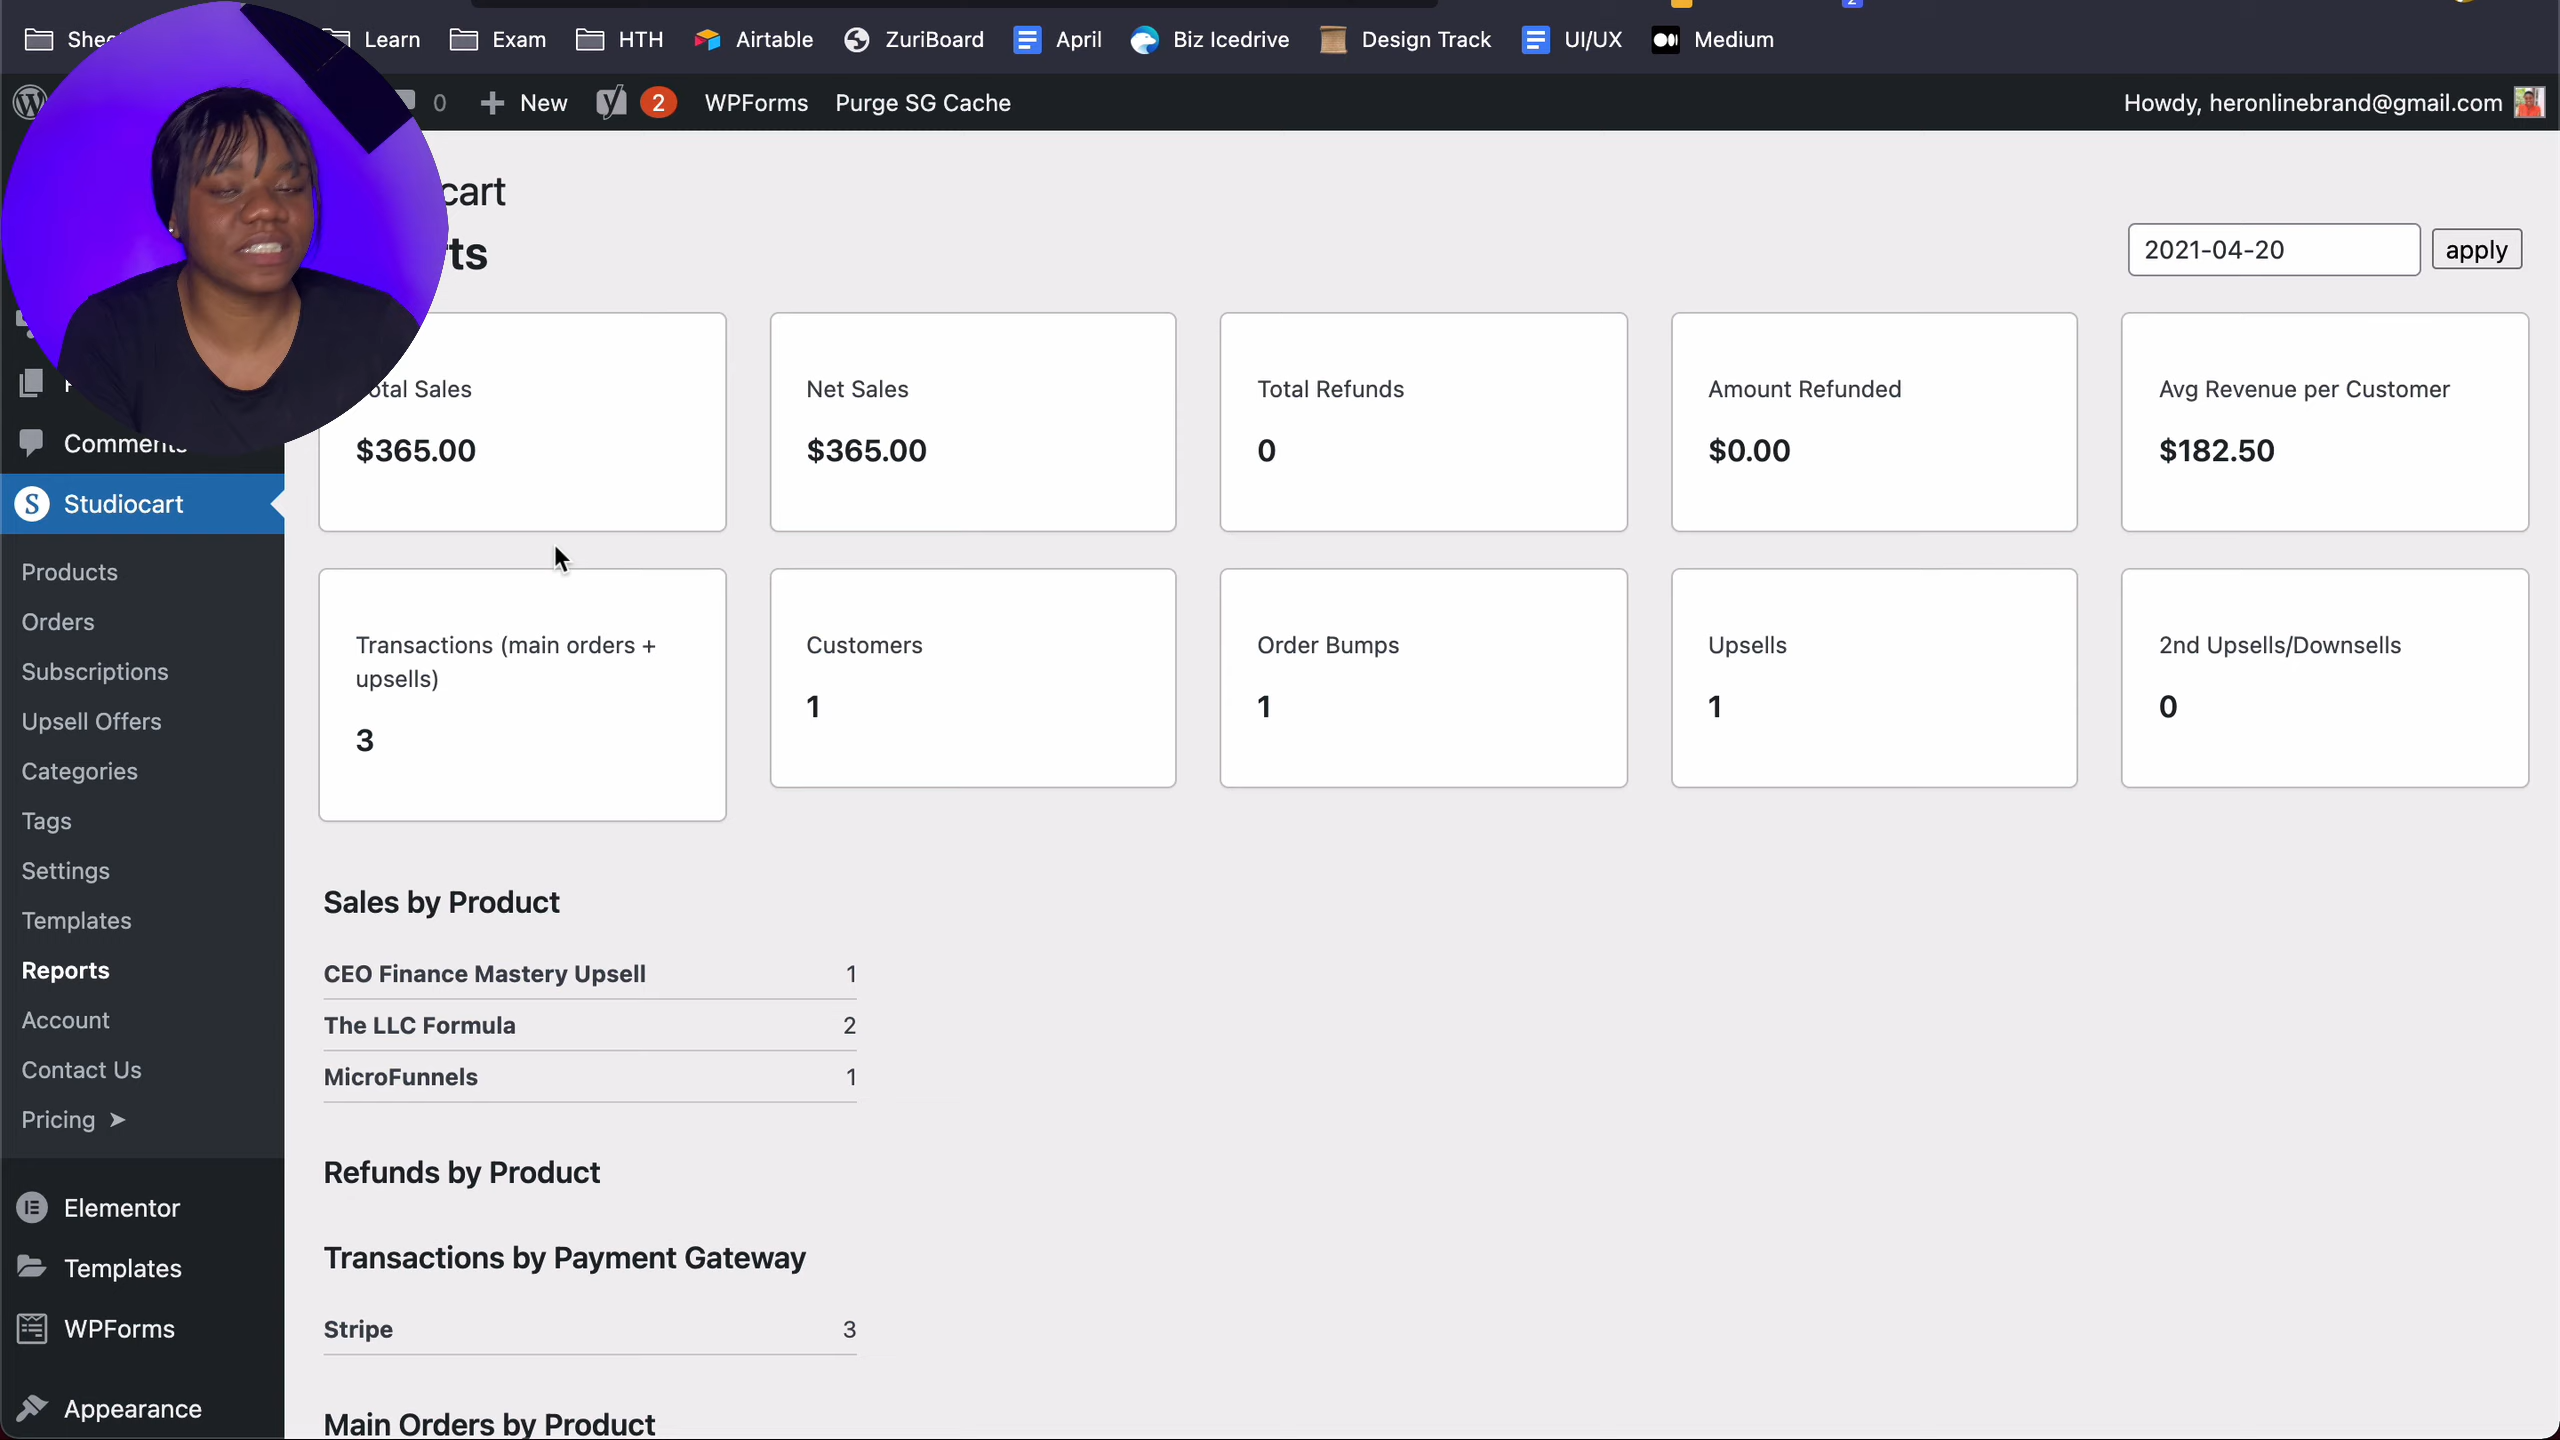 Learn Exam HTH Airtable ZuriBoard April Biz Icedrive Design Track UI/UX Medium
2
0 New 2 WPForms Purge SG Cache Howdy, heronlinebrand@gmail.com
cart
ts
2021-04-20 apply
otal Sales
$365.00
Net Sales
$365.00
Total Refunds
0
Amount Refunded
$0.00
Avg Revenue per Customer
$182.50
Transactions (main orders +
upsells)
3
Customers
1
Order Bumps
1
Upsells
1
2nd Upsells/Downsells
0
Comments
Studiocart
Products
Orders
Subscriptions
Upsell Offers
Categories
Tags
Settings
Templates
Reports
Account
Contact Us
Pricing ➤
Elementor
Templates
WPForms
Appearance
Sales by Product
CEO Finance Mastery Upsell 1
The LLC Formula 2
MicroFunnels 1
Refunds by Product
Transactions by Payment Gateway
Stripe 3
Main Orders by Product